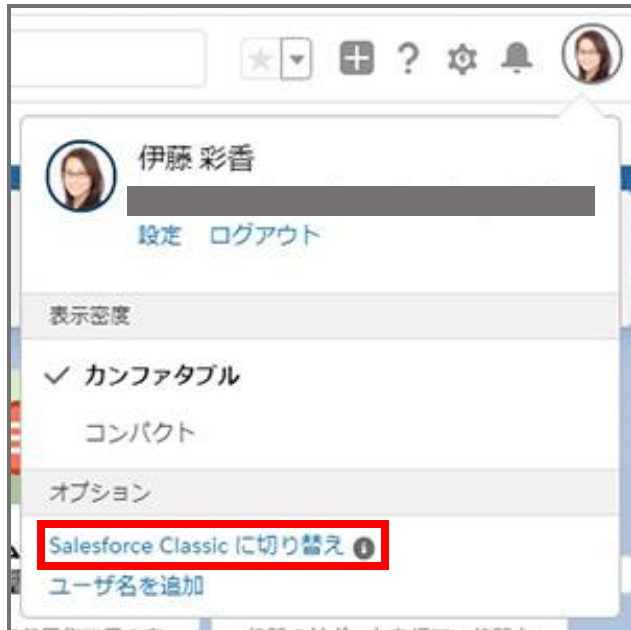 伊藤 彩香
設定 ログアウト
表示密度
カンファタブル
コンパクト
オプション
Salesforce Classic に切り替え
ユーザ名を追加